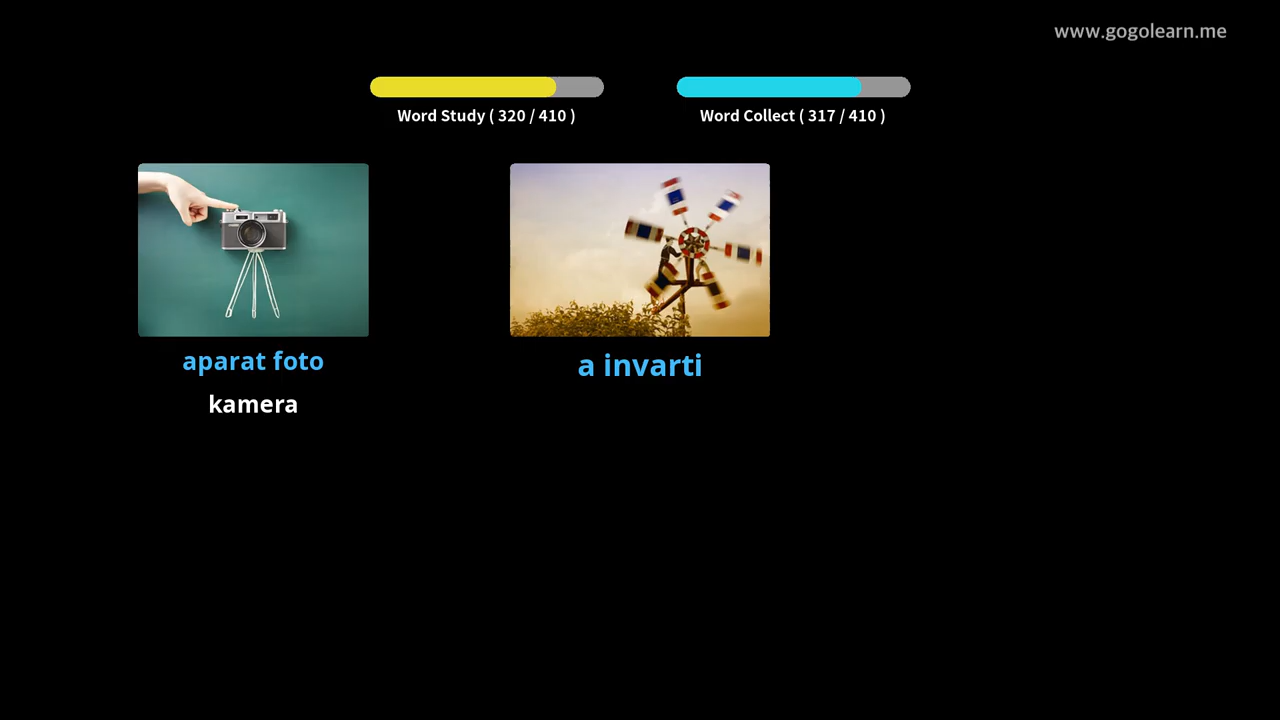 www.gogolearn.me
Word Study ( 320 / 410 )
Word Collect ( 317 / 410 )
aparat foto
kamera
a invarti